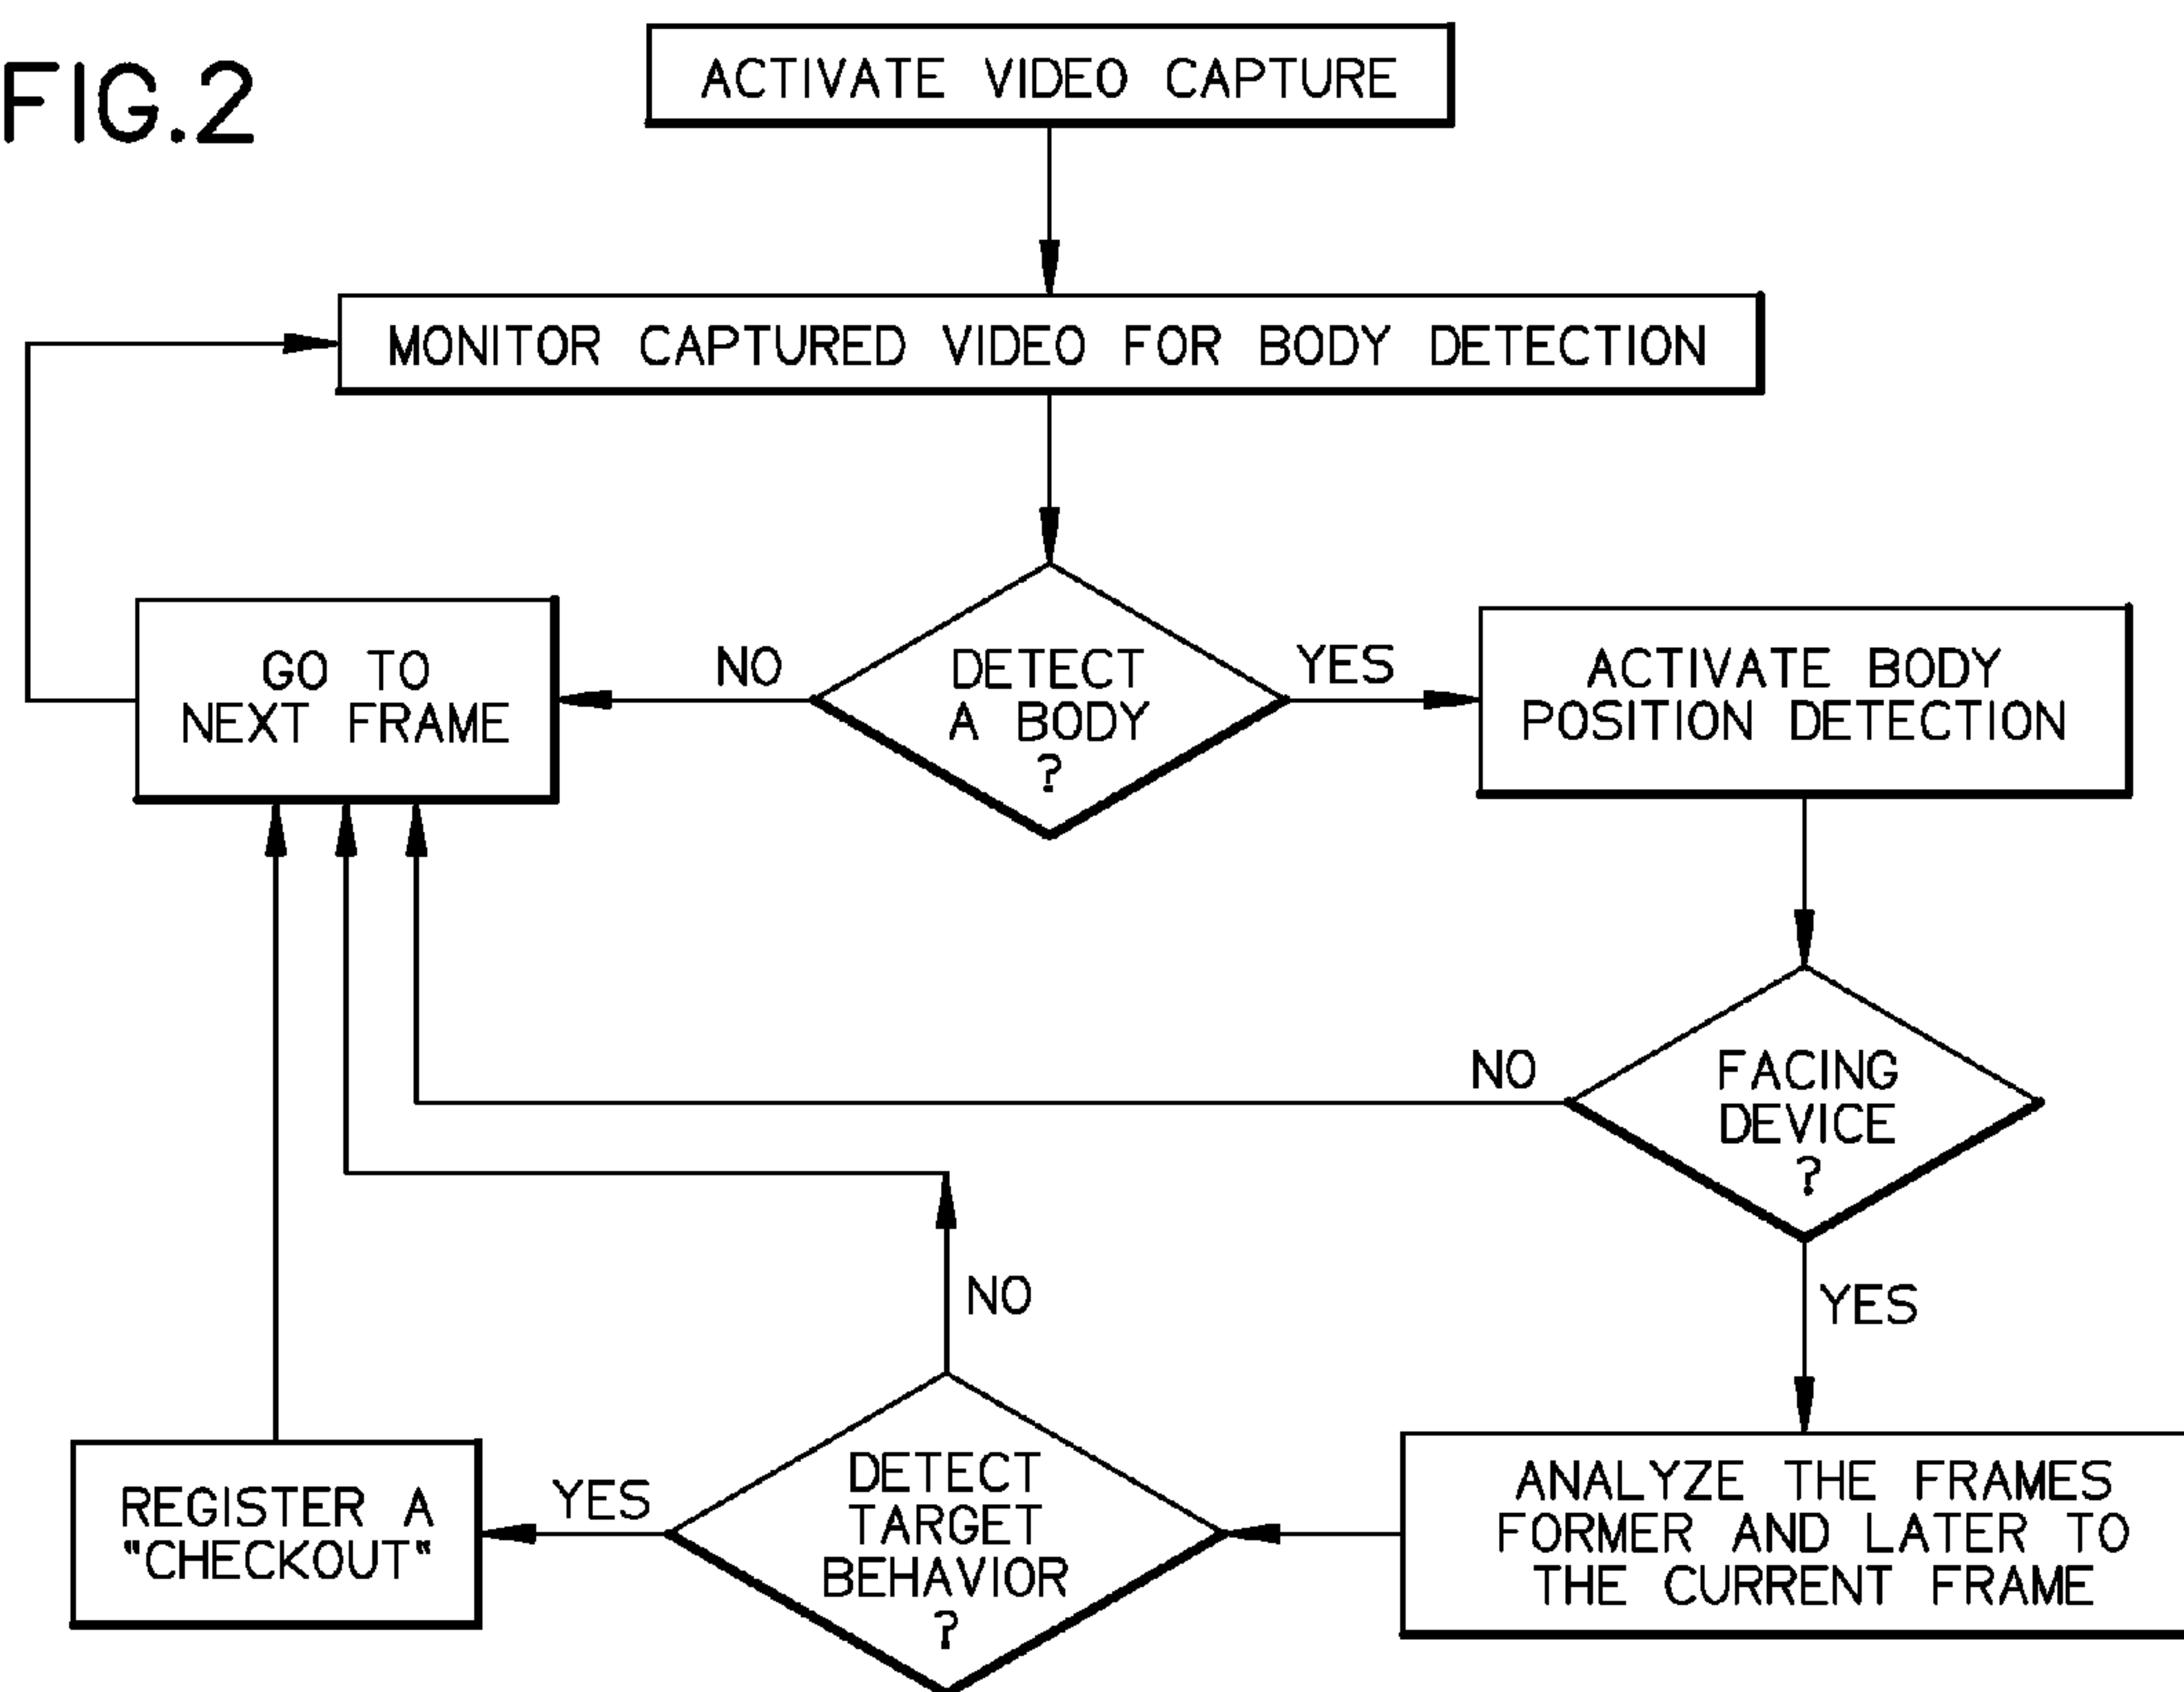 FIG.2
ACTIVATE VIDEO CAPTURE
MONITOR CAPTURED VIDEO FOR BODY DETECTION
GO TO
NEXT FRAME
NO
DETECT
A BODY
?
YES
ACTIVATE BODY
POSITION DETECTION
NO
FACING
DEVICE
?
YES
NO
REGISTER A
"CHECKOUT"
YES
DETECT
TARGET
BEHAVIOR
?
ANALYZE THE FRAMES
FORMER AND LATER TO
THE CURRENT FRAME